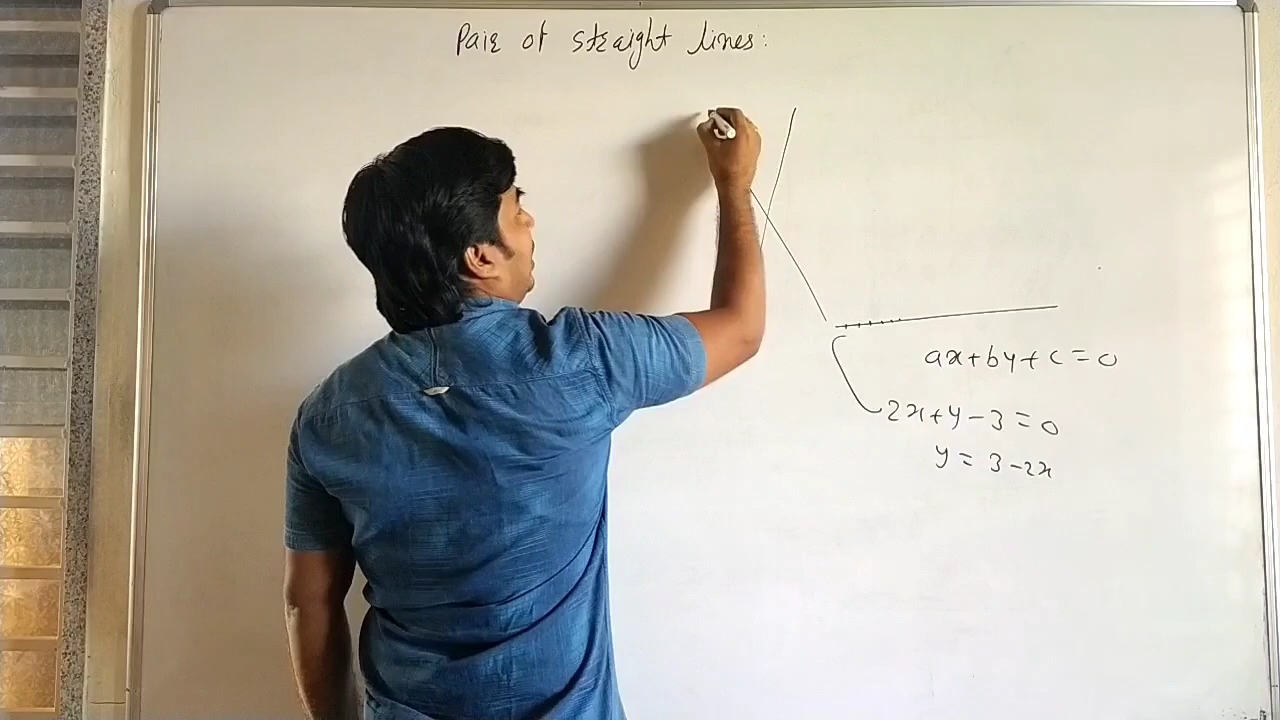 Pair of straight lines:
ax+by+c=0
2x+y-3=0
y = 3-2x